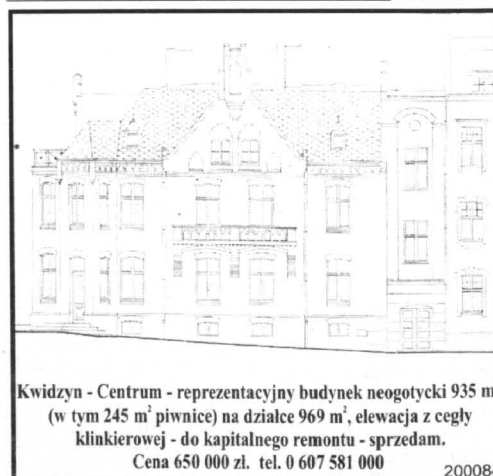 Kwidzyn - Centrum - reprezentacyjny budynek neogotycki 935 m
(w tym 245 m² piwnice) na działce 969 m², elewacja z cegły
klinkierowej - do kapitalnego remontu - sprzedam.
Cena 650 000 zł. tel. 0 607 581 000
200084